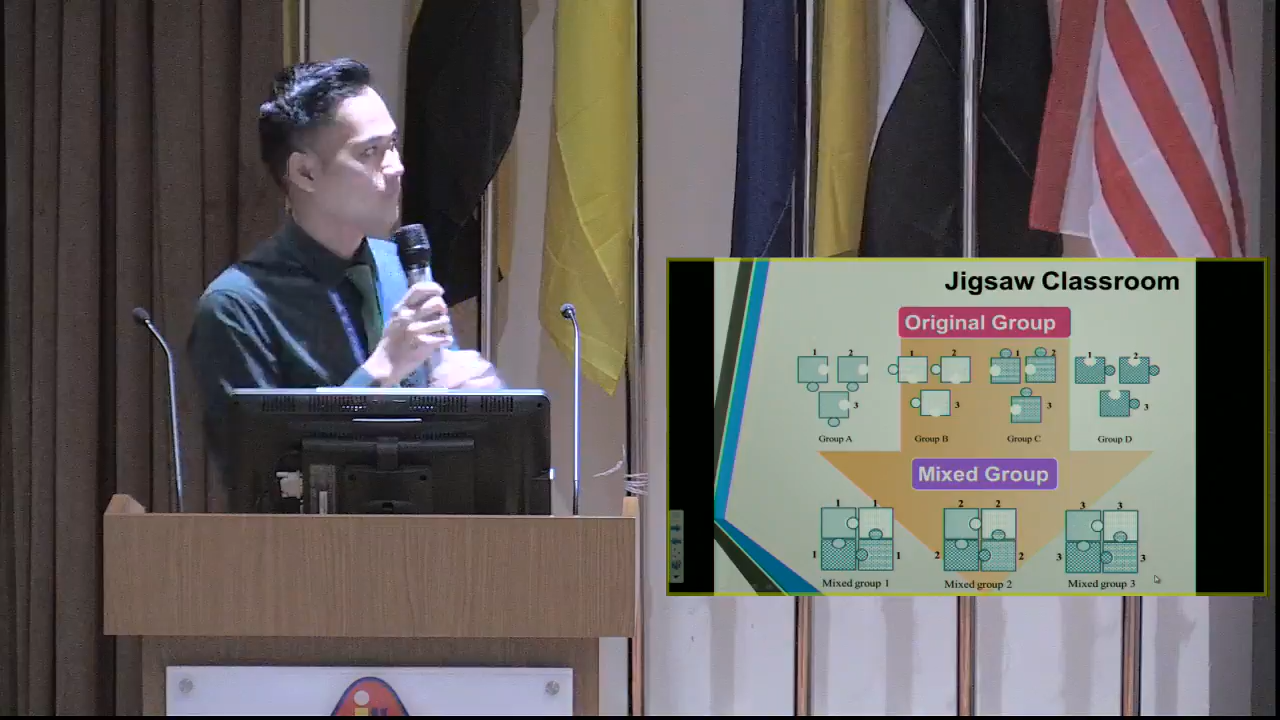 Jigsaw Classroom
Original Group
1 2 1 2 1 2 1 2
3 3 3 3
Group A Group B Group C Group D
Mixed Group
1 1 2 2 3 3
1 1 2 2 3 3
Mixed group 1 Mixed group 2 Mixed group 3